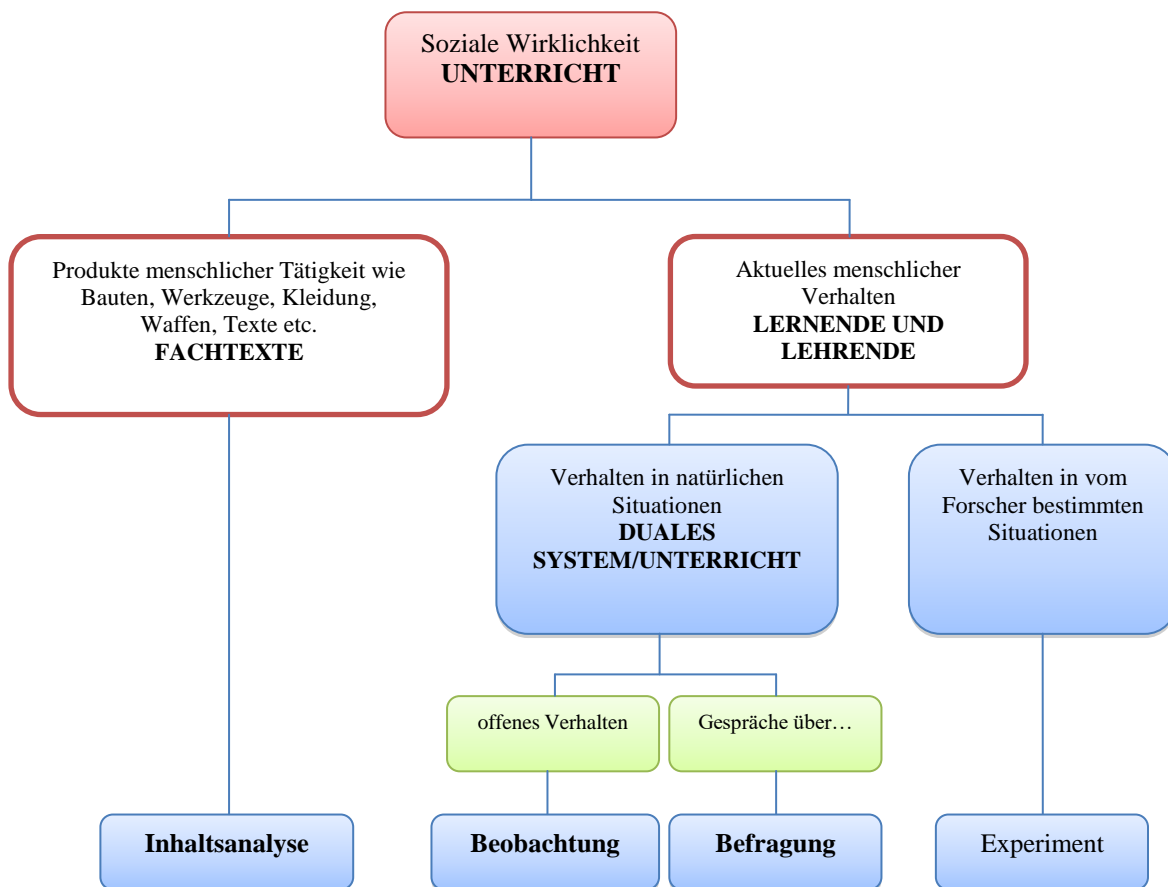 Soziale Wirklichkeit
UNTERRICHT
Produkte menschlicher Tätigkeit wie
Bauten, Werkzeuge, Kleidung,
Waffen, Texte etc.
FACHTEXTE
Aktuelles menschlicher
Verhalten
LERNENDE UND
LEHRENDE
Verhalten in natürlichen
Situationen
DUALES
SYSTEM/UNTERRICHT
Verhalten in vom
Forscher bestimmten
Situationen
offenes Verhalten
Gespräche über…
Inhaltsanalyse
Beobachtung
Befragung
Experiment